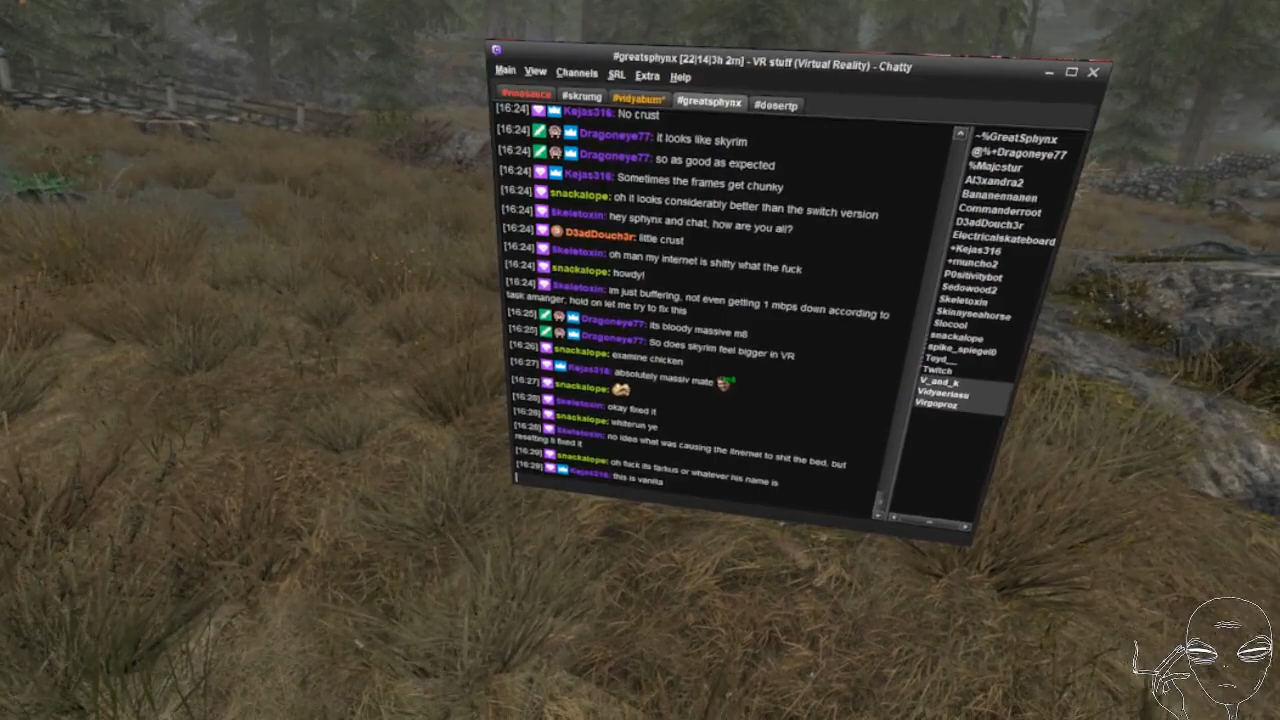 #greatsphynx [22|14|3h 2m] - VR stuff (Virtual Reality) - Chatty
Main View Channels SRL Extra Help
#vinesauce #skrumg #vidyabum* #greatsphynx #desertp
[16:24] Kejas316: No crust
[16:24] Dragoneye77: it looks like skyrim
[16:24] Dragoneye77: so as good as expected
[16:24] Kejas316: Sometimes the frames get chunky
[16:24] snackalope: oh it looks considerably better than the switch version
[16:24] Skeletoxin: hey sphynx and chat, how are you all?
[16:24] D3adDouch3r: little crust
[16:24] Skeletoxin: oh man my internet is shitty what the fuck
[16:24] snackalope: howdy!
[16:24] Skeletoxin: im just buffering, not even getting 1 mbps down according to
task amanger, hold on let me try to fix this
[16:25] Dragoneye77: its bloody massive m8
[16:25] Dragoneye77: So does skyrim feel bigger in VR
[16:26] snackalope: examine chicken
[16:27] Kejas316: absolutely massiv mate
[16:27] snackalope:
[16:28] Skeletoxin: okay fixed it
[16:28] snackalope: whiterun ye
[16:28] Skeletoxin: no idea what was causing the itnernet to shit the bed, but
resetting it fixed it
[16:29] snackalope: oh fuck its farkus or whatever his name is
[16:29] Kejas316: this is vanilla
~%GreatSphynx
@%+Dragoneye77
%Majestur
Al3xandra2
Bananennanen
Commanderroot
D3adDouch3r
Electricalskateboard
+Kejas316
+muncho2
P0sitivitybot
Sedowood2
Skeletoxin
Skinnyseahorse
Slocool
snackalope
spike_spiegel0
Teyd__
Twitch
V_and_k
Vidyaeriasu
Virgoproz